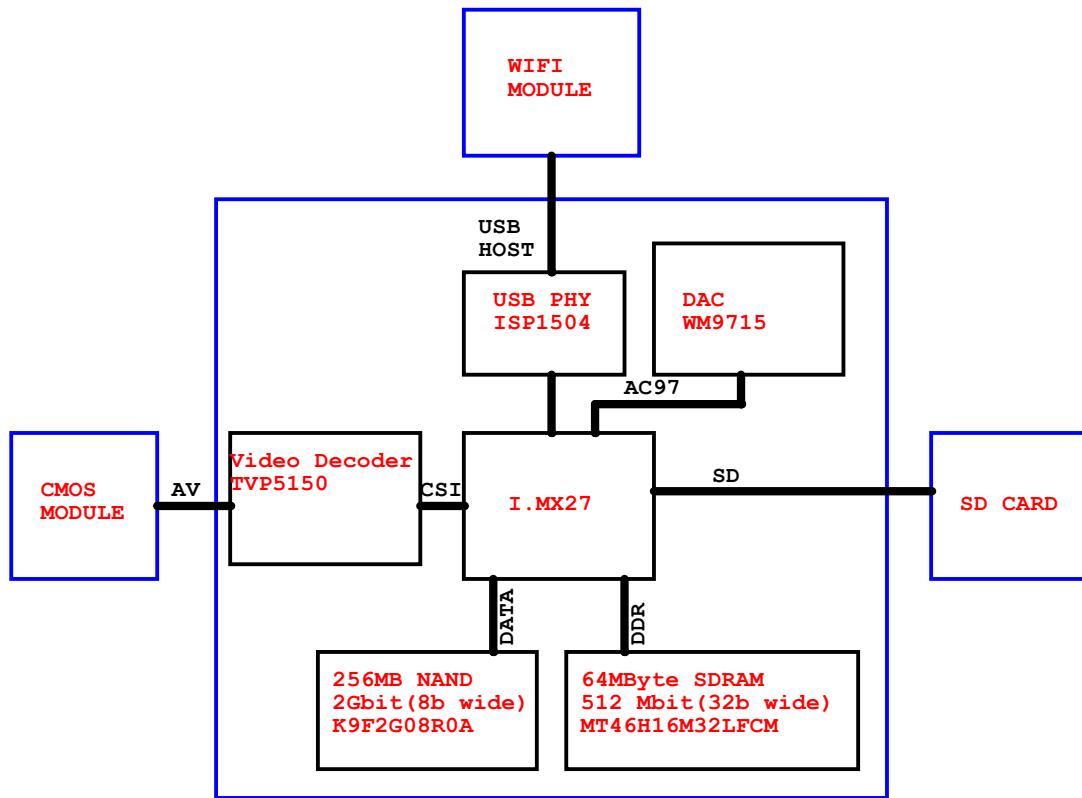 WIFI
MODULE
USB
HOST
USB PHY
ISP1504
DAC
WM9715
AC97
Video Decoder
TVP5150
CMOS
MODULE
AV
CSI
I.MX27
SD
SD CARD
DATA
DDR
256MB NAND
2Gbit(8b wide)
K9F2G08R0A
64MByte SDRAM
512 Mbit(32b wide)
MT46H16M32LFCM